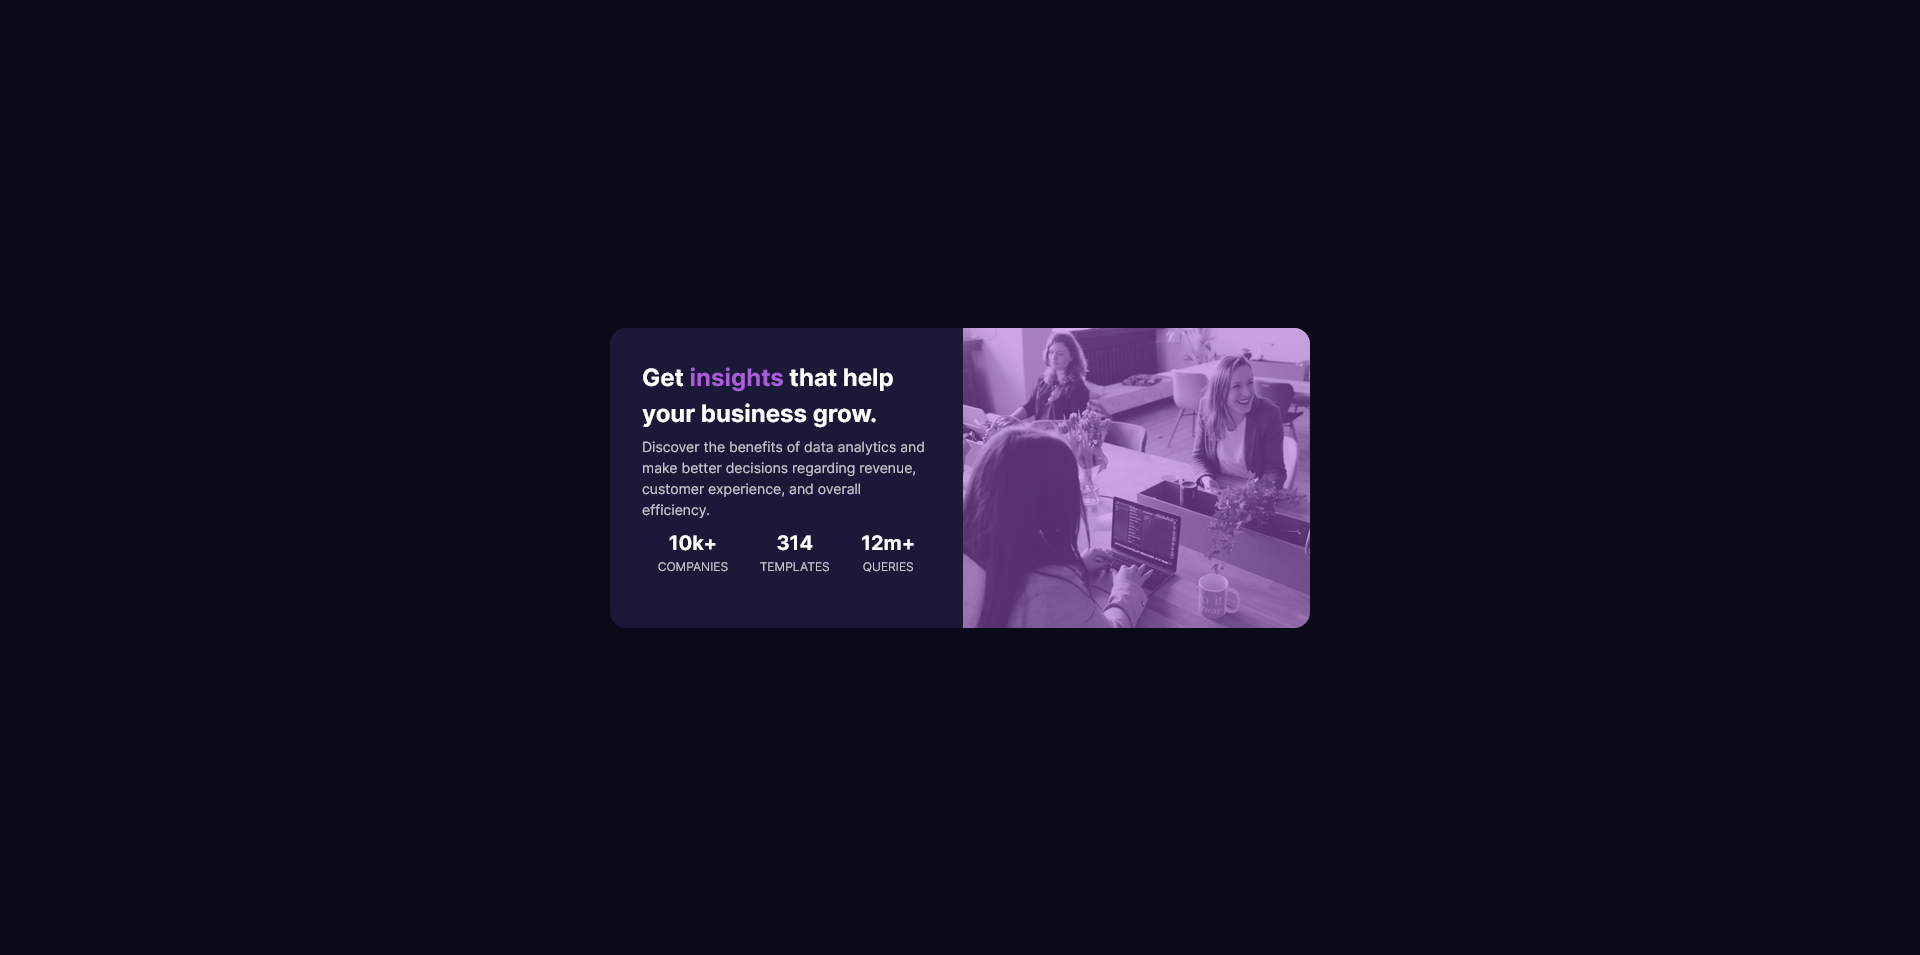 Get insights that help
your business grow.
Discover the benefits of data analytics and
make better decisions regarding revenue,
customer experience, and overall
efficiency.
10k+ 314 12m+
COMPANIES TEMPLATES QUERIES